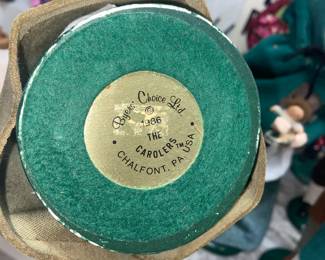 Byers' Choice Ltd.
©
1986
THE
CAROLERS™
• CHALFONT, PA. USA •